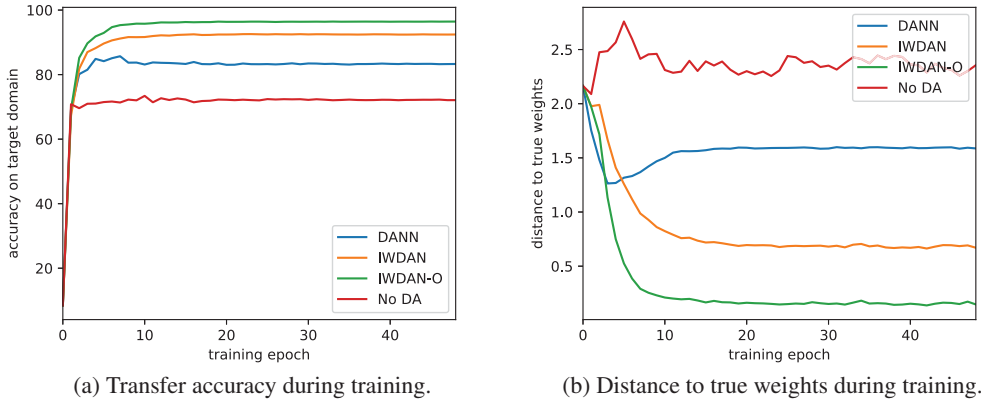 100
80
60
40
20
accuracy on target domain
0
10
20
30
40
training epoch
DANN
IWDAN
IWDAN-O
No DA
(a) Transfer accuracy during training.
2.5
2.0
1.5
1.0
0.5
distance to true weights
0
10
20
30
40
training epoch
DANN
IWDAN
IWDAN-O
No DA
(b) Distance to true weights during training.